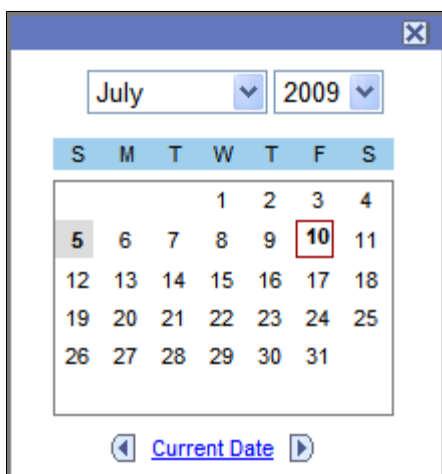 July 2009
S M T W T F S
1 2 3 4
5 6 7 8 9 10 11
12 13 14 15 16 17 18
19 20 21 22 23 24 25
26 27 28 29 30 31
Current Date